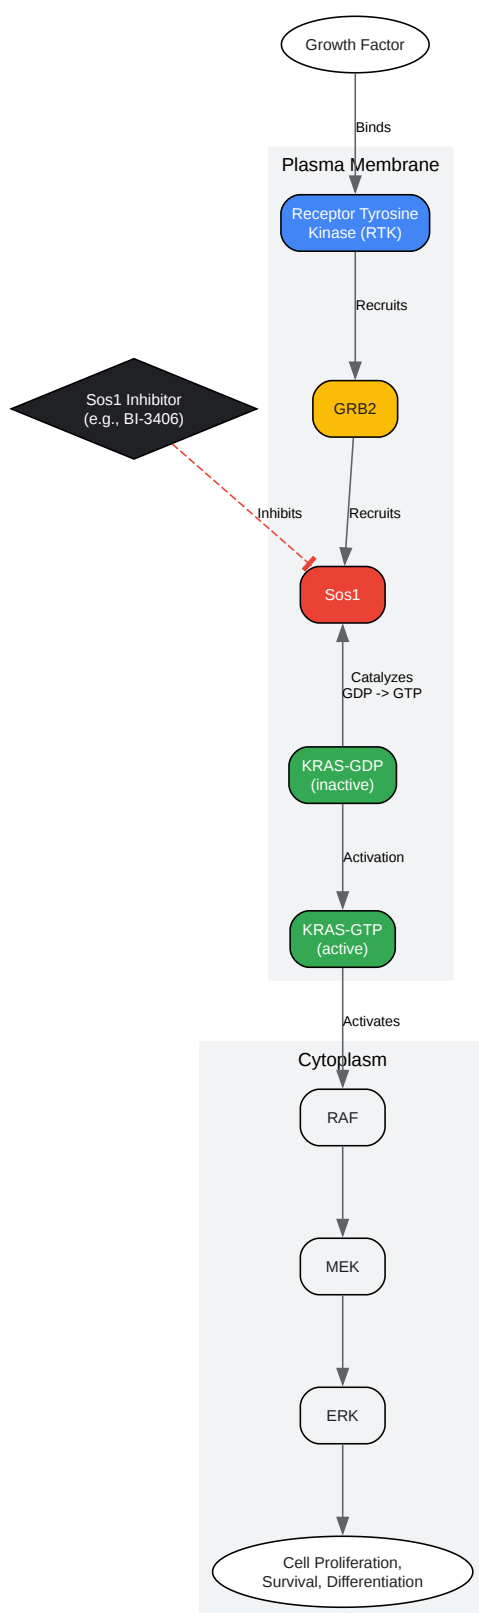 Growth Factor
Binds
Plasma Membrane
Receptor Tyrosine
Kinase (RTK)
Recruits
Sos1 Inhibitor
(e.g., BI-3406)
GRB2
Inhibits
Recruits
Sos1
Catalyzes
GDP -> GTP
KRAS-GDP
(inactive)
Activation
KRAS-GTP
(active)
Activates
Cytoplasm
RAF
MEK
ERK
Cell Proliferation,
Survival, Differentiation